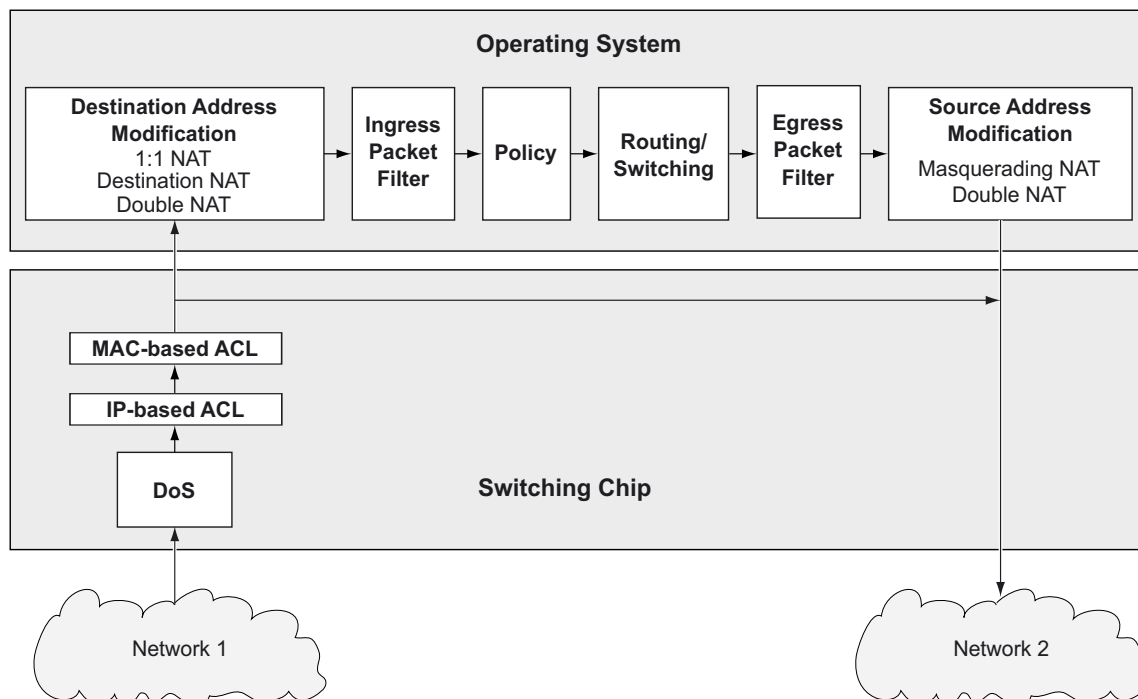 Operating System
Destination Address
Modification
1:1 NAT
Destination NAT
Double NAT
Ingress
Packet
Filter
Policy
Routing/
Switching
Egress
Packet
Filter
Source Address
Modification
Masquerading NAT
Double NAT
MAC-based ACL
IP-based ACL
DoS
Switching Chip
Network 1
Network 2